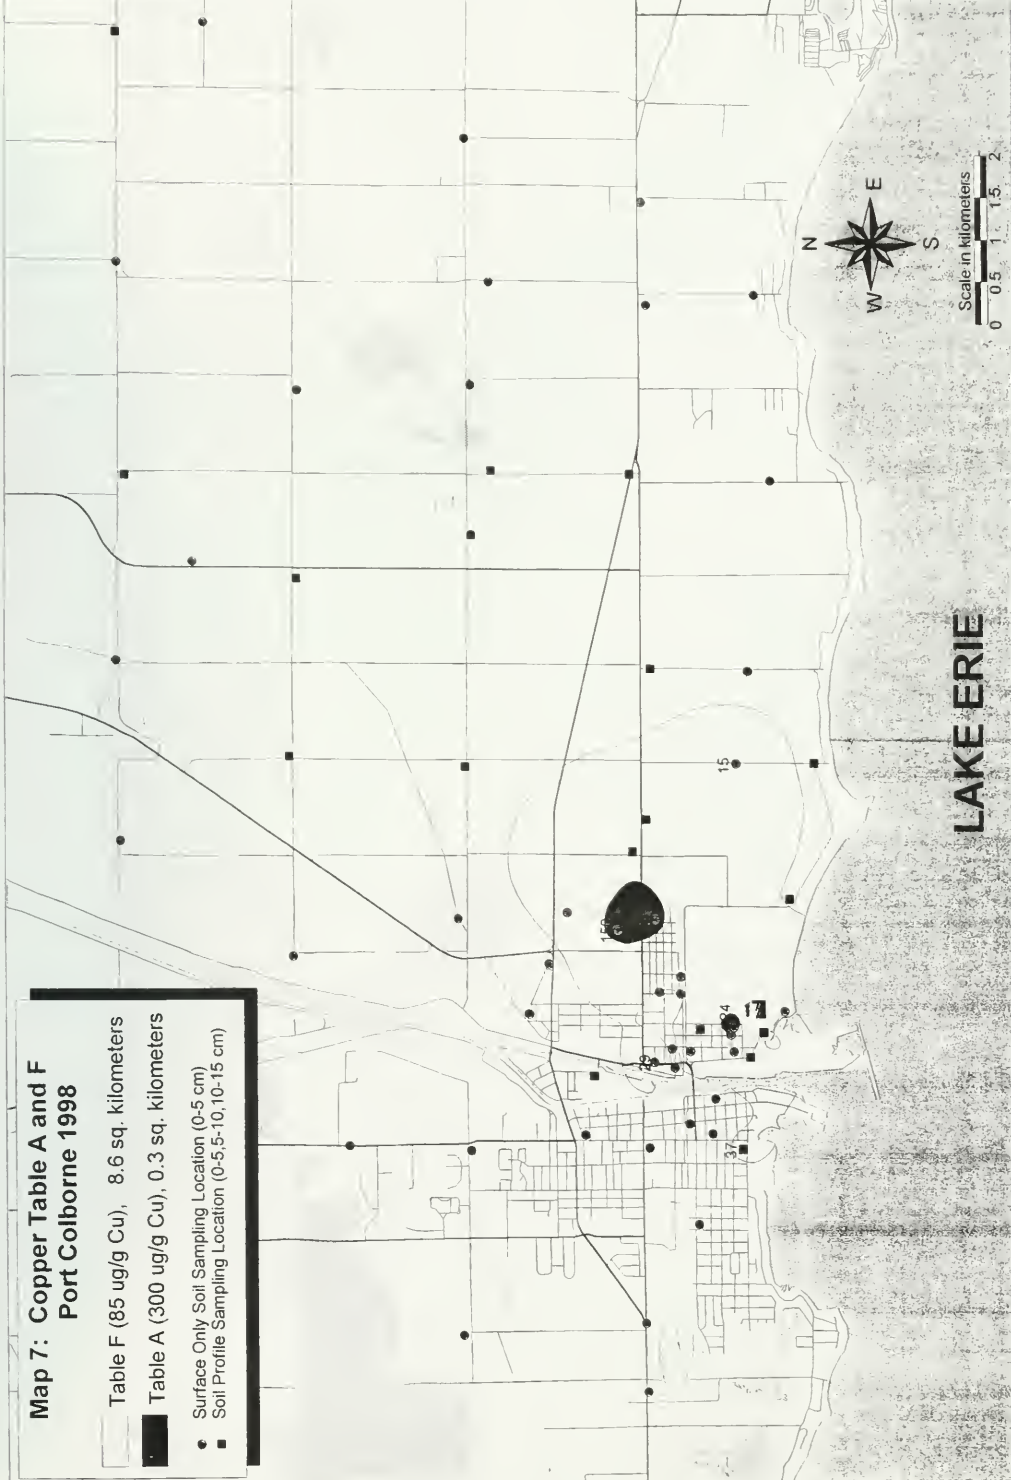 Map 7: Copper Table A and F
Port Colborne 1998
Table F (85 ug/g Cu), 8.6 sq. kilometers
Table A (300 ug/g Cu), 0.3 sq. kilometers
Surface Only Soil Sampling Location (0-5 cm)
Soil Profile Sampling Location (0-5,5-10,10-15 cm)
15
17
37
N
W
E
S
Scale in kilometers
0 0.5 1 1.5 2
LAKE ERIE